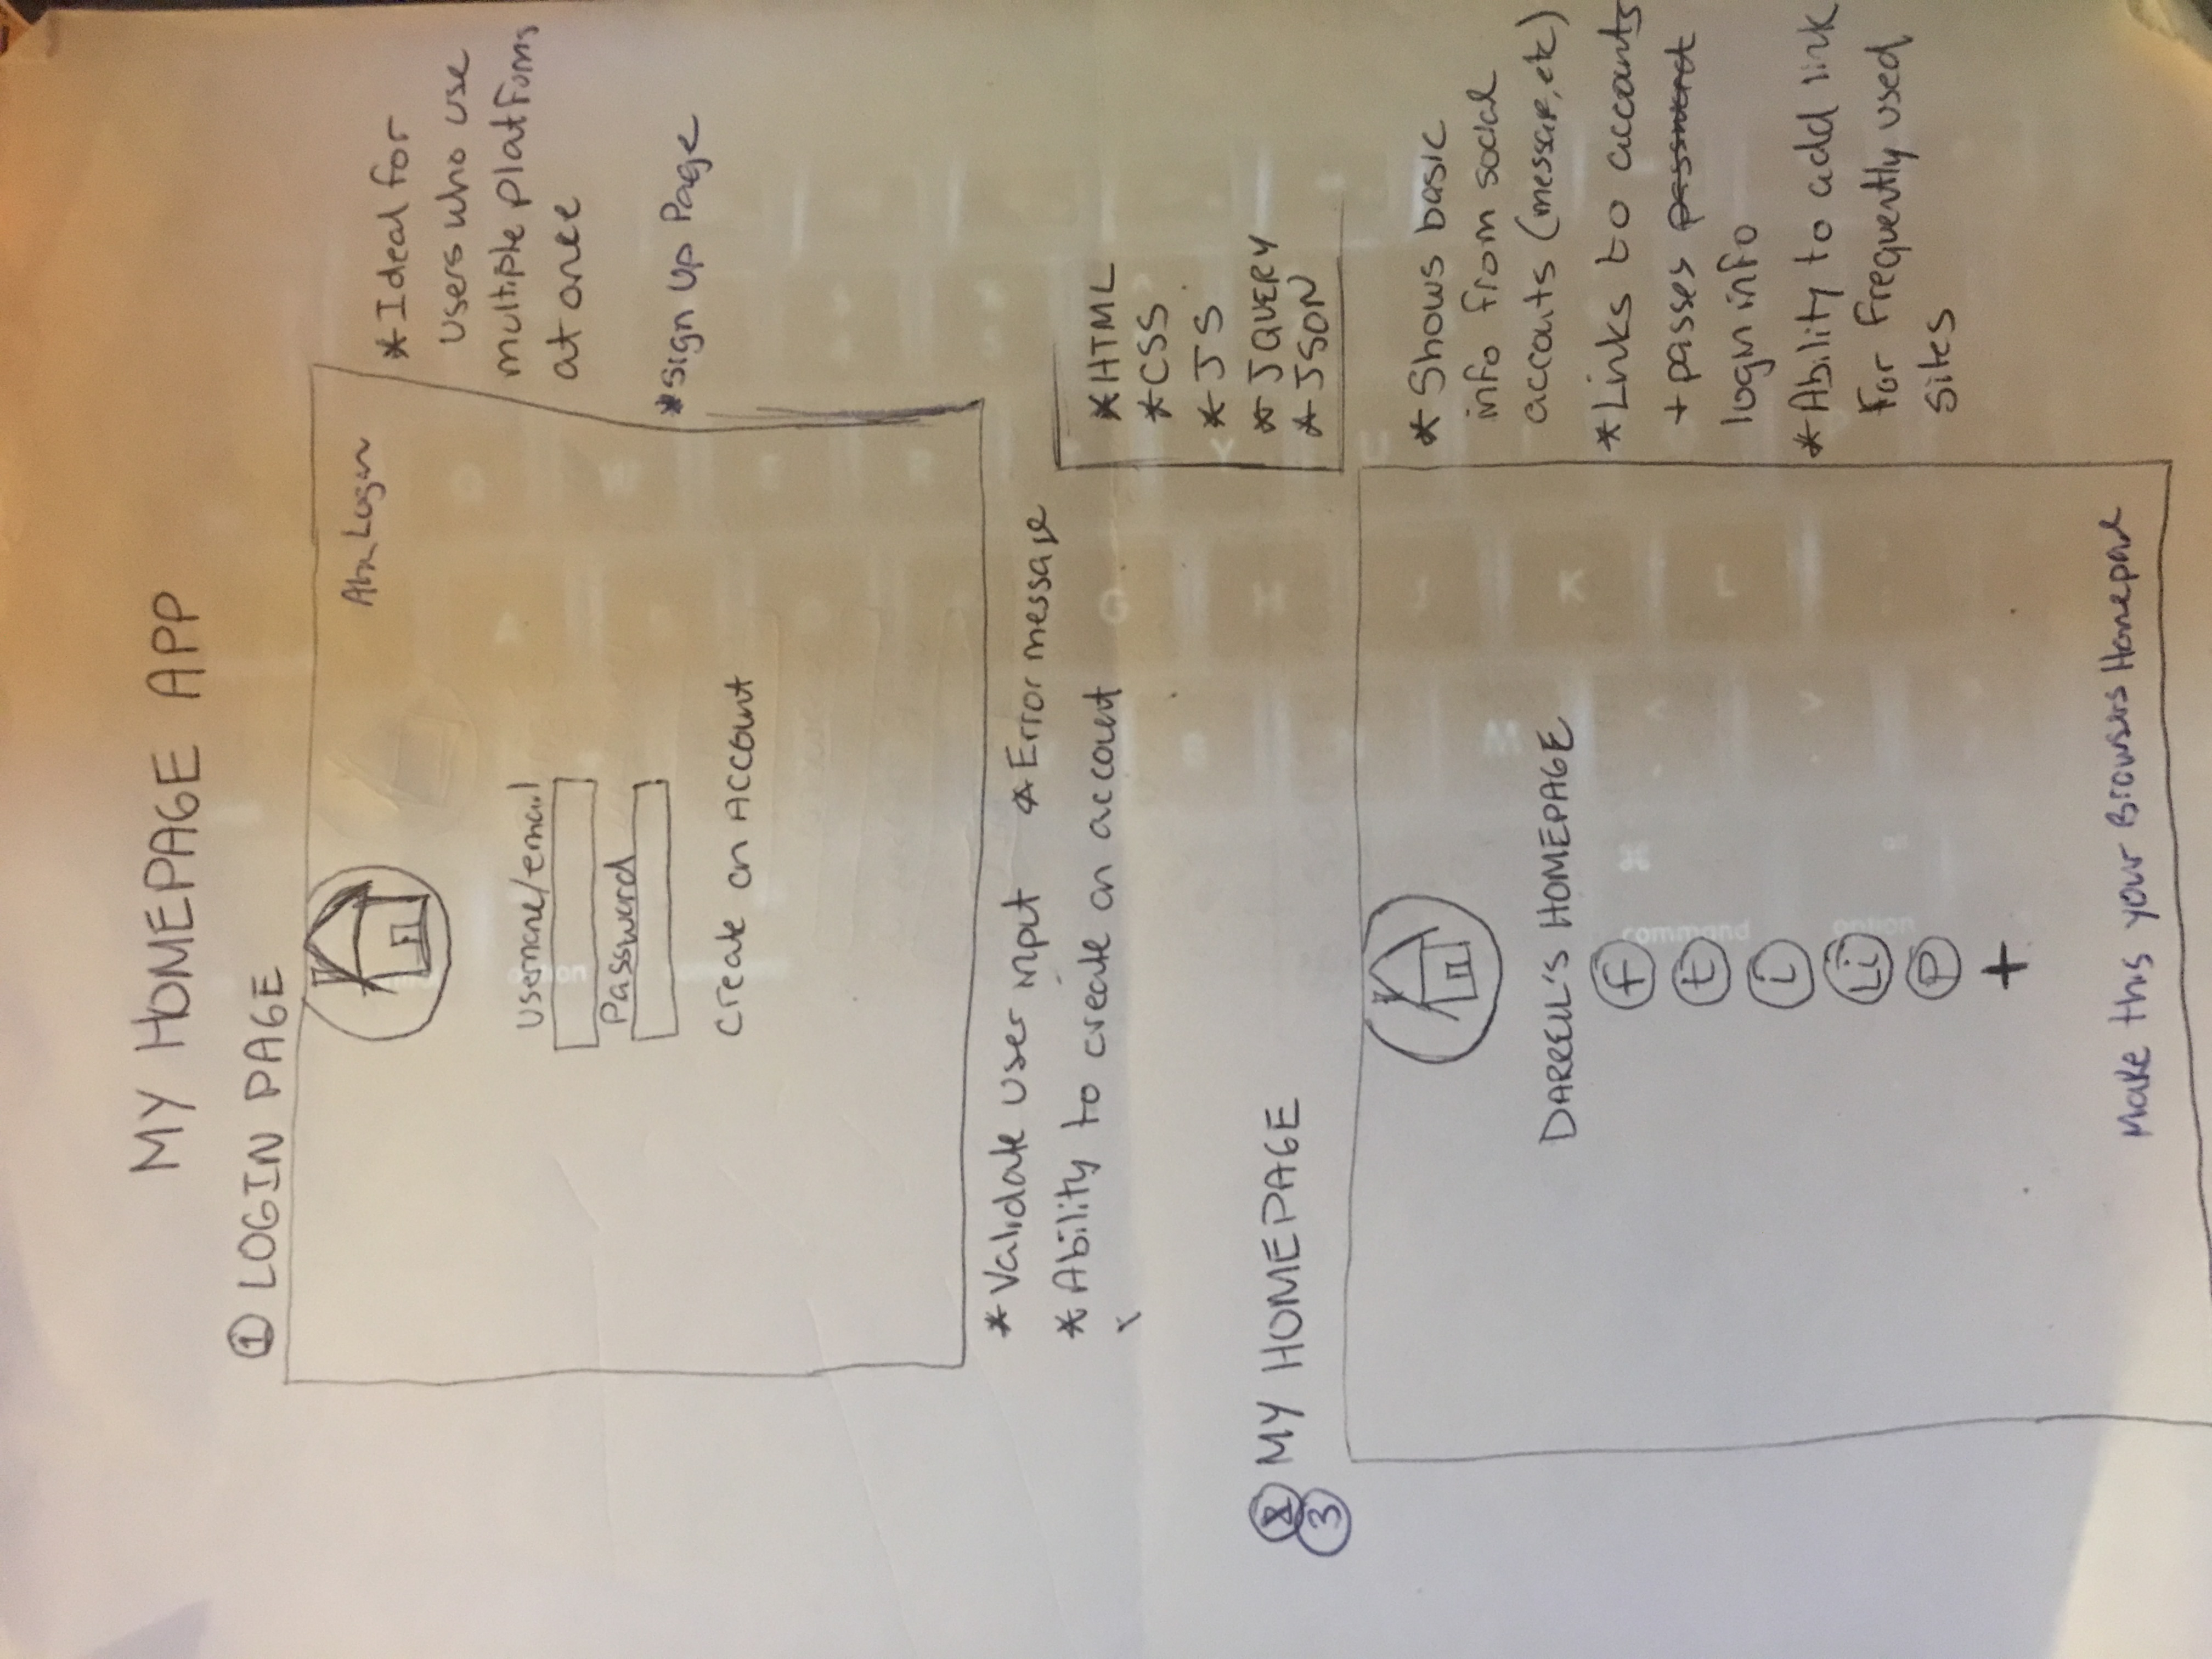 MY HOMEPAGE APP
① LOGIN PAGE
Login
* Ideal for
users who use
multiple platforms
at once
username/email
Password
* Sign Up Page
Create an Account
* Validate user input * Error message
* Ability to create an account
* HTML
* CSS
* JS
* JQUERY
* JSON
MY HOMEPAGE
③
* Shows basic
info from social
accouts (message, etc)
DARRELL'S HOMEPAGE
f
t
i
Li
P
+
* Links to accounts
+ passes password
login info
* Ability to add link
for frequently used
sites
Make this your Browsers Homepage